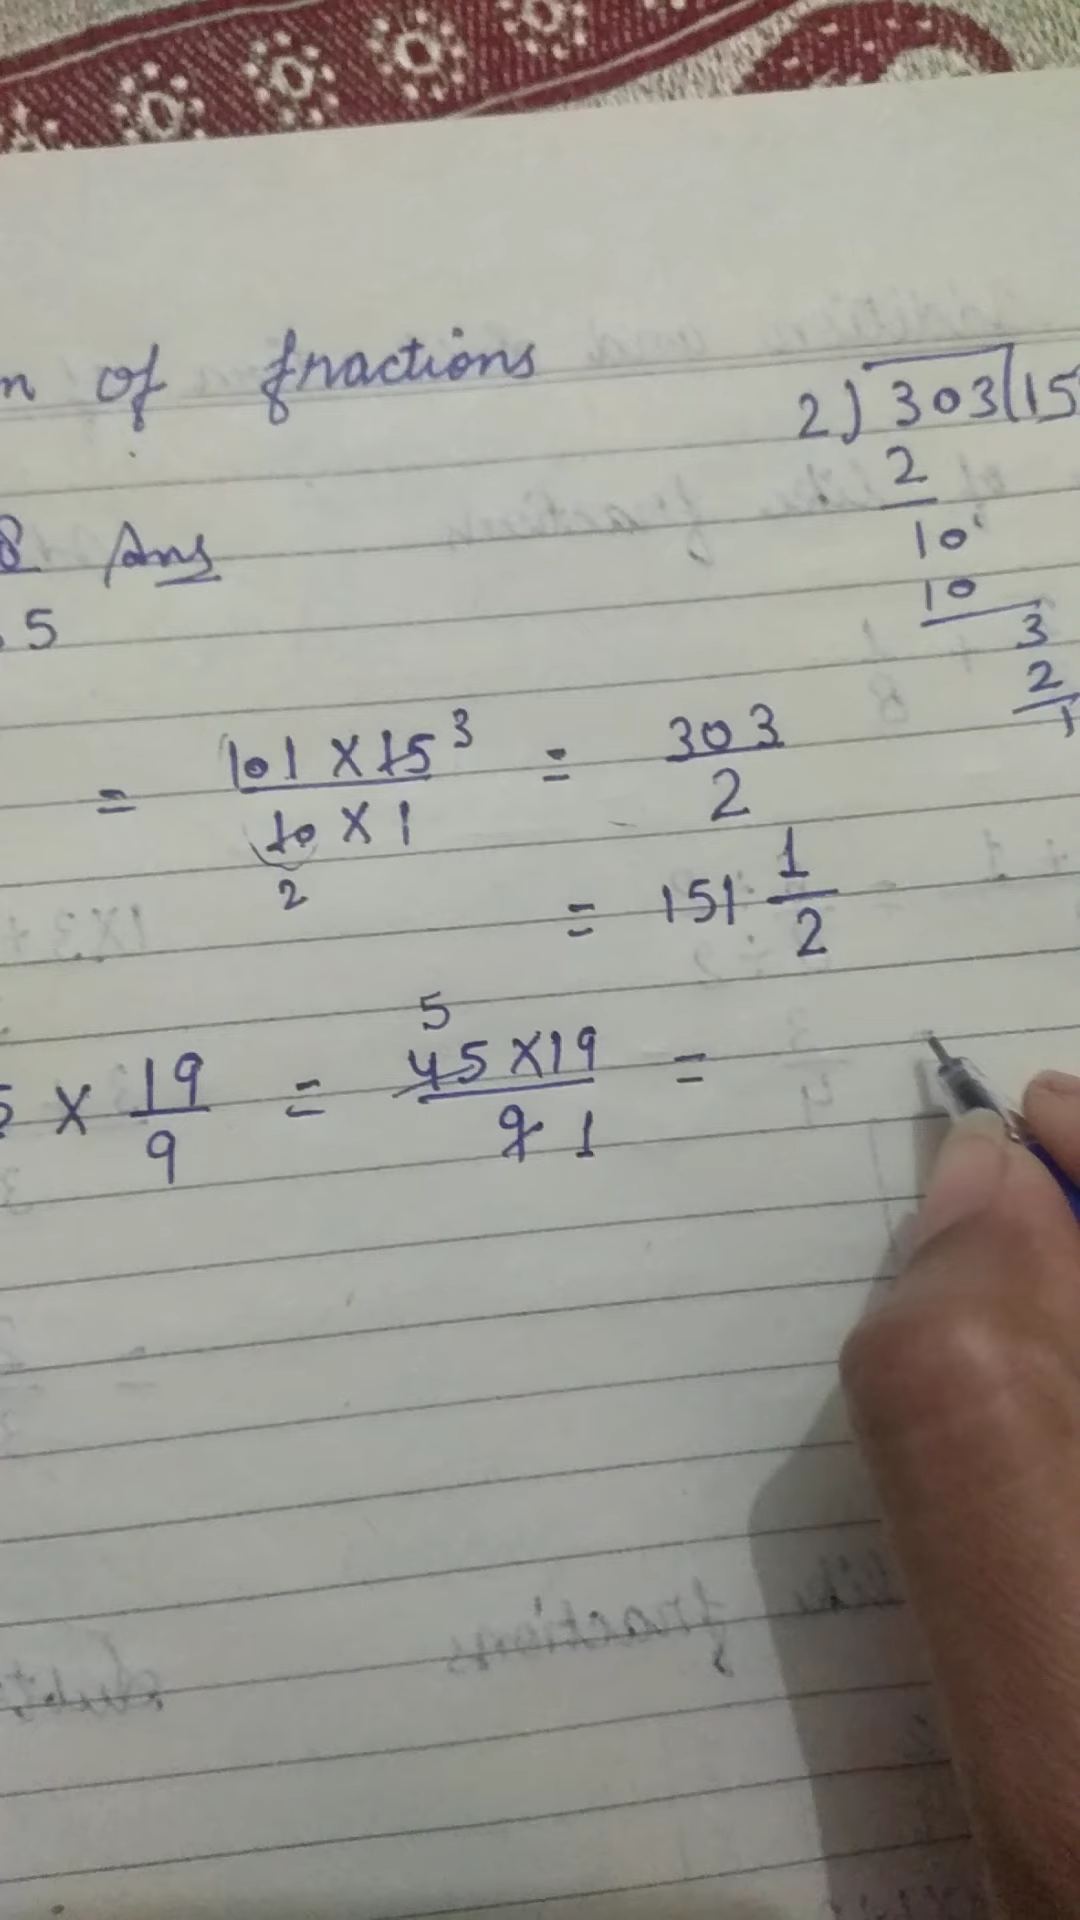 of fractions
2)303(15
2
10
10
8 Ans
5
3
2
1
= 101 X 15 3 / 10 X 1 = 303 / 2
2
= 151 1/2
5
X 19/9 = 45 X 19 / 9 1 =